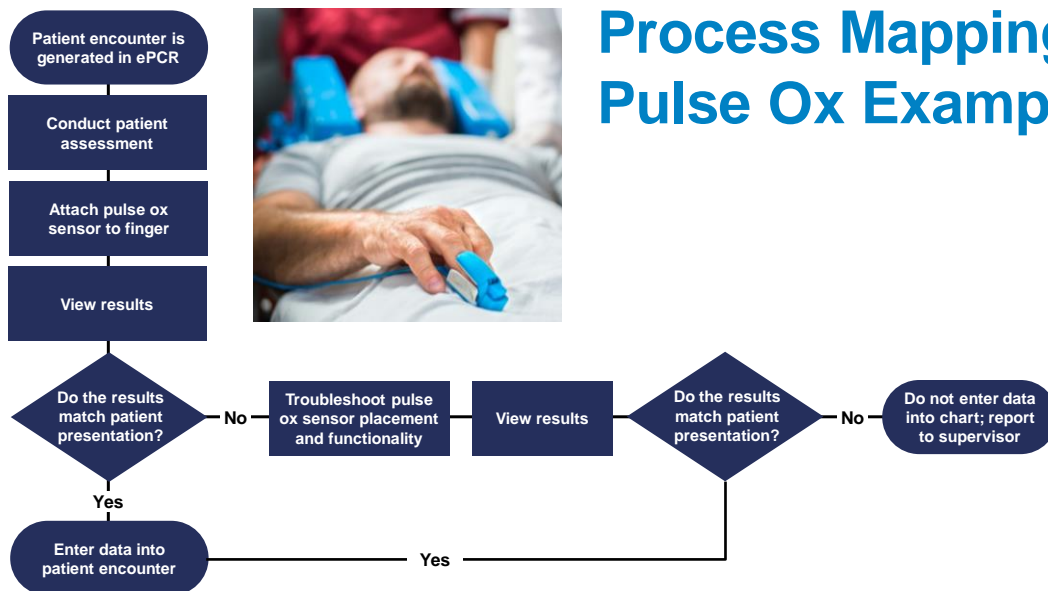 Process Mapping
Pulse Ox Examp
Patient encounter is
generated in ePCR
Conduct patient
assessment
Attach pulse ox
sensor to finger
View results
Do the results
match patient
presentation?
No
Troubleshoot pulse
ox sensor placement
and functionality
View results
Do the results
match patient
presentation?
No
Do not enter data
into chart; report
to supervisor
Yes
Enter data into
patient encounter
Yes